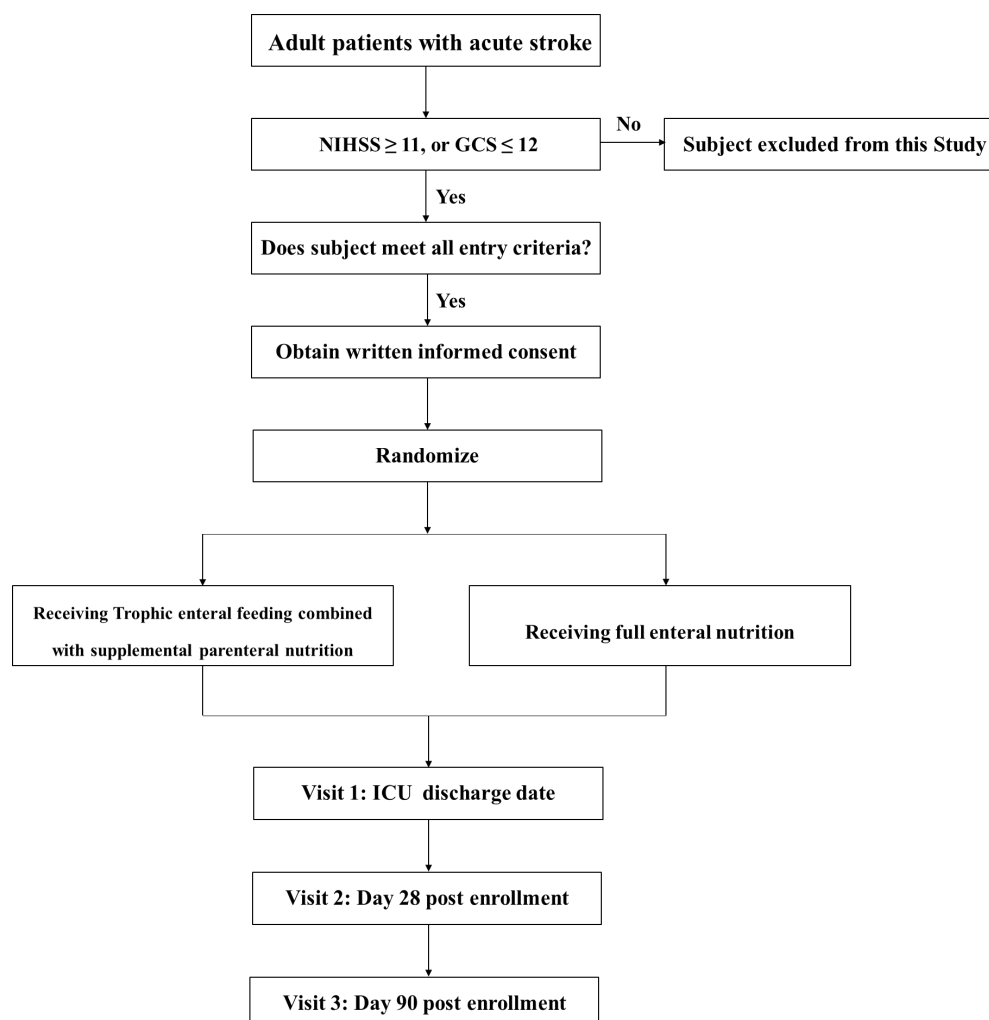 Adult patients with acute stroke
NIHSS ≥ 11, or GCS ≤ 12
No
Subject excluded from this Study
Yes
Does subject meet all entry criteria?
Yes
Obtain written informed consent
Randomize
Receiving Trophic enteral feeding combined
with supplemental parenteral nutrition
Receiving full enteral nutrition
Visit 1: ICU discharge date
Visit 2: Day 28 post enrollment
Visit 3: Day 90 post enrollment